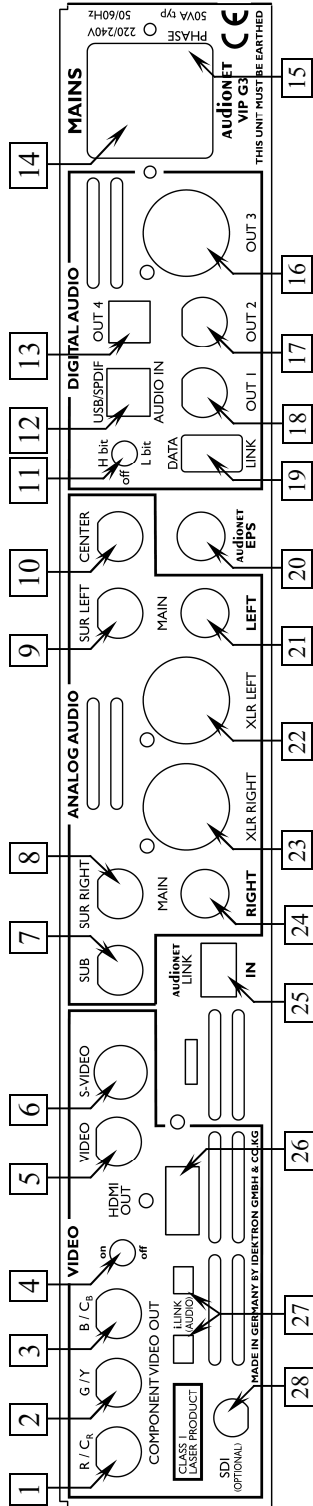 1
2
3
4
5
6
7
8
9
10
11
12
13
14
VIDEO
ANALOG AUDIO
DIGITAL AUDIO
MAINS
R / CR
G / Y
B / CB
on
off
COMPONENT VIDEO OUT
HDMI
OUT
VIDEO
S-VIDEO
SUB
SUR RIGHT
SUR LEFT
CENTER
MAIN
MAIN
H bit
off
L bit
USB/SPDIF
AUDIO IN
OUT 4
220/240V
50/60Hz
PHASE
50VA typ
CLASS 1
LASER PRODUCT
i.LINK
(AUDIO)
SDI
(OPTIONAL)
MADE IN GERMANY BY IDEKTRON GMBH & CO.KG
AUDIONET
LINK
IN
RIGHT
XLR RIGHT
XLR LEFT
LEFT
AUDIONET
EPS
DATA
LINK
OUT 1
OUT 2
OUT 3
AUDIONET
VIP G3
CE
THIS UNIT MUST BE EARTHED
28
27
26
25
24
23
22
21
20
19
18
17
16
15